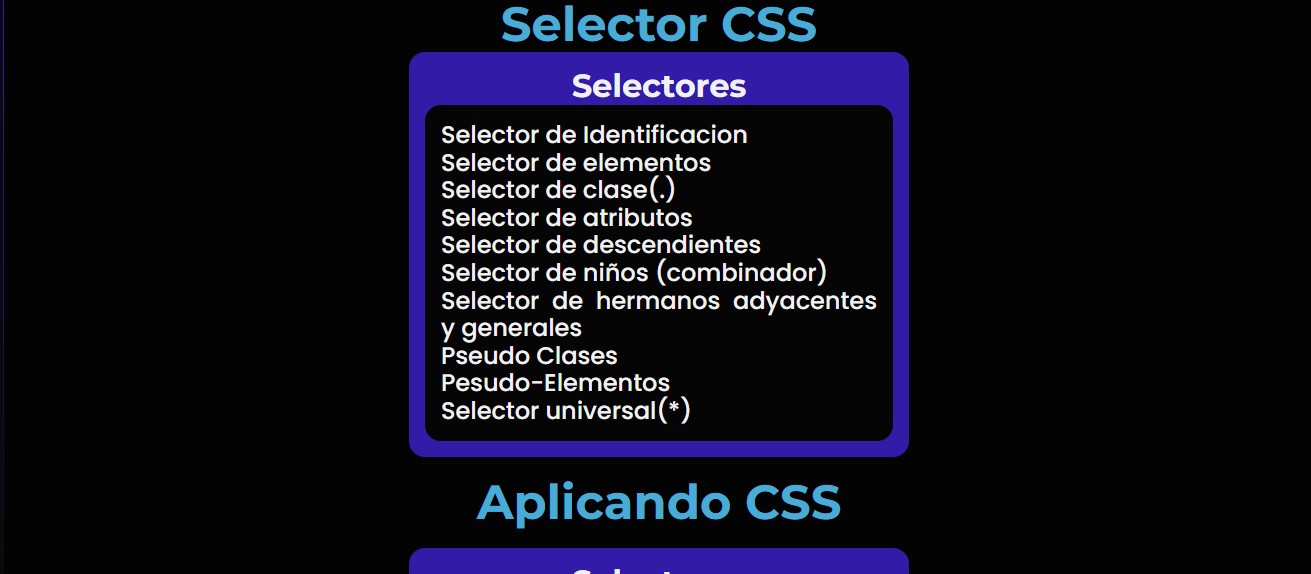 Selector CSS
Selectores
Selector de Identificacion
Selector de elementos
Selector de clase(.)
Selector de atributos
Selector de descendientes
Selector de niños (combinador)
Selector de hermanos adyacentes
y generales
Pseudo Clases
Pesudo-Elementos
Selector universal(*)
Aplicando CSS